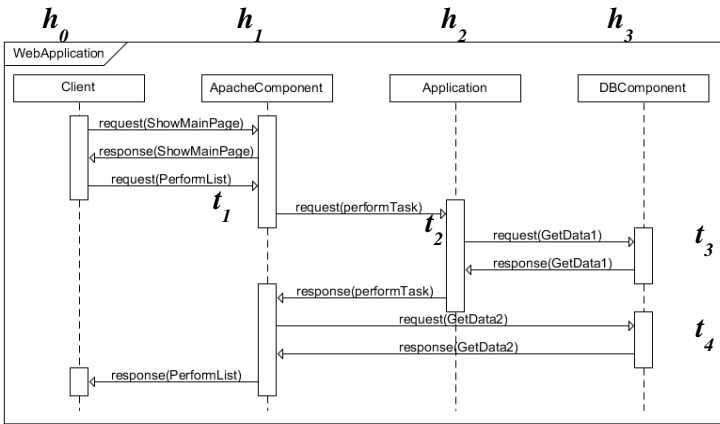 h0 h1 h2 h3
WebApplication
Client ApacheComponent Application DBComponent
request(ShowMainPage)
response(ShowMainPage)
request(PerformList)
t1
request(performTask)
t2
request(GetData1)
t3
response(GetData1)
response(performTask)
request(GetData2)
t4
response(GetData2)
response(PerformList)